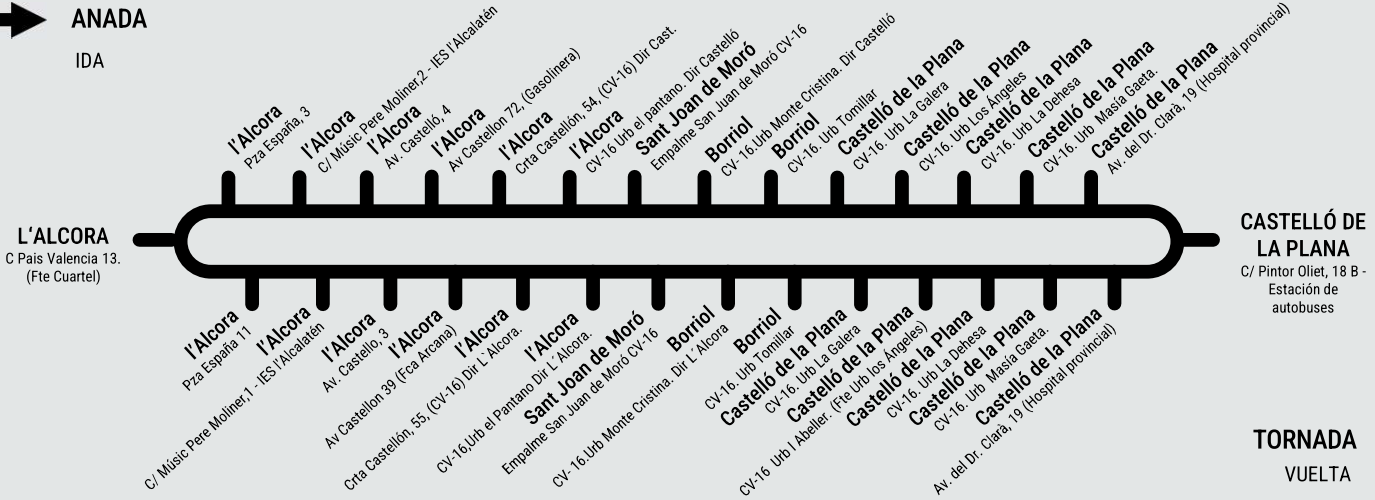 ANADA
IDA
l'Alcora
Pza España, 3
l'Alcora
C/ Músic Pere Moliner,2 - IES l'Alcalatén
l'Alcora
Av. Castelló, 4
l'Alcora
Av Castellon 72, (Gasolinera)
l'Alcora
Crta Castellón, 54, (CV-16) Dir Cast.
l'Alcora
CV-16 Urb el pantano. Dir Castelló
Sant Joan de Moró
Empalme San Juan de Moró CV-16
Borriol
CV- 16.Urb Monte Cristina. Dir Castelló
Borriol
CV-16. Urb Tomillar
Castelló de la Plana
CV-16. Urb La Galera
Castelló de la Plana
CV-16. Urb Los Ángeles
Castelló de la Plana
CV-16. Urb La Dehesa
Castelló de la Plana
CV-16. Urb  Masía Gaeta.
Castelló de la Plana
Av. del Dr. Clarà, 19 (Hospital provincial)
L'ALCORA
C Pais Valencia 13.
(Fte Cuartel)
CASTELLÓ DE
LA PLANA
C/ Pintor Oliet, 18 B -
Estación de
autobuses
l'Alcora
Pza España 11
l'Alcora
C/ Músic Pere Moliner,1 - IES l'Alcalatén
l'Alcora
Av. Castello, 3
l'Alcora
Av Castellon 39 (Fca Arcana)
l'Alcora
Crta Castellón, 55, (CV-16) Dir L`Alcora.
l'Alcora
CV-16,Urb el Pantano Dir L´Alcora.
Sant Joan de Moró
Empalme San Juan de Moró CV-16
Borriol
CV- 16.Urb Monte Cristina. Dir L´Alcora
Borriol
CV-16. Urb Tomillar
Castelló de la Plana
CV-16. Urb La Galera
Castelló de la Plana
CV-16  Urb l Abeller. (Fte Urb los Ángeles)
Castelló de la Plana
CV-16. Urb La Dehesa
Castelló de la Plana
CV-16. Urb  Masía Gaeta.
Castelló de la Plana
Av. del Dr. Clarà, 19 (Hospital provincial)
TORNADA
VUELTA